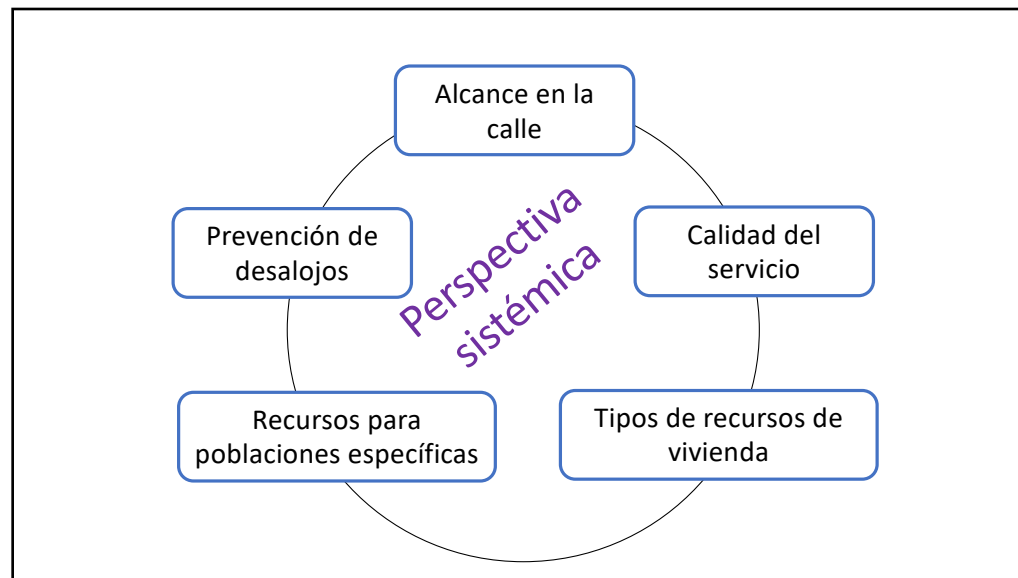 Alcance en la
calle
Prevención de
desalojos
Perspectiva
sistémica
Calidad del
servicio
Recursos para
poblaciones específicas
Tipos de recursos de
vivienda